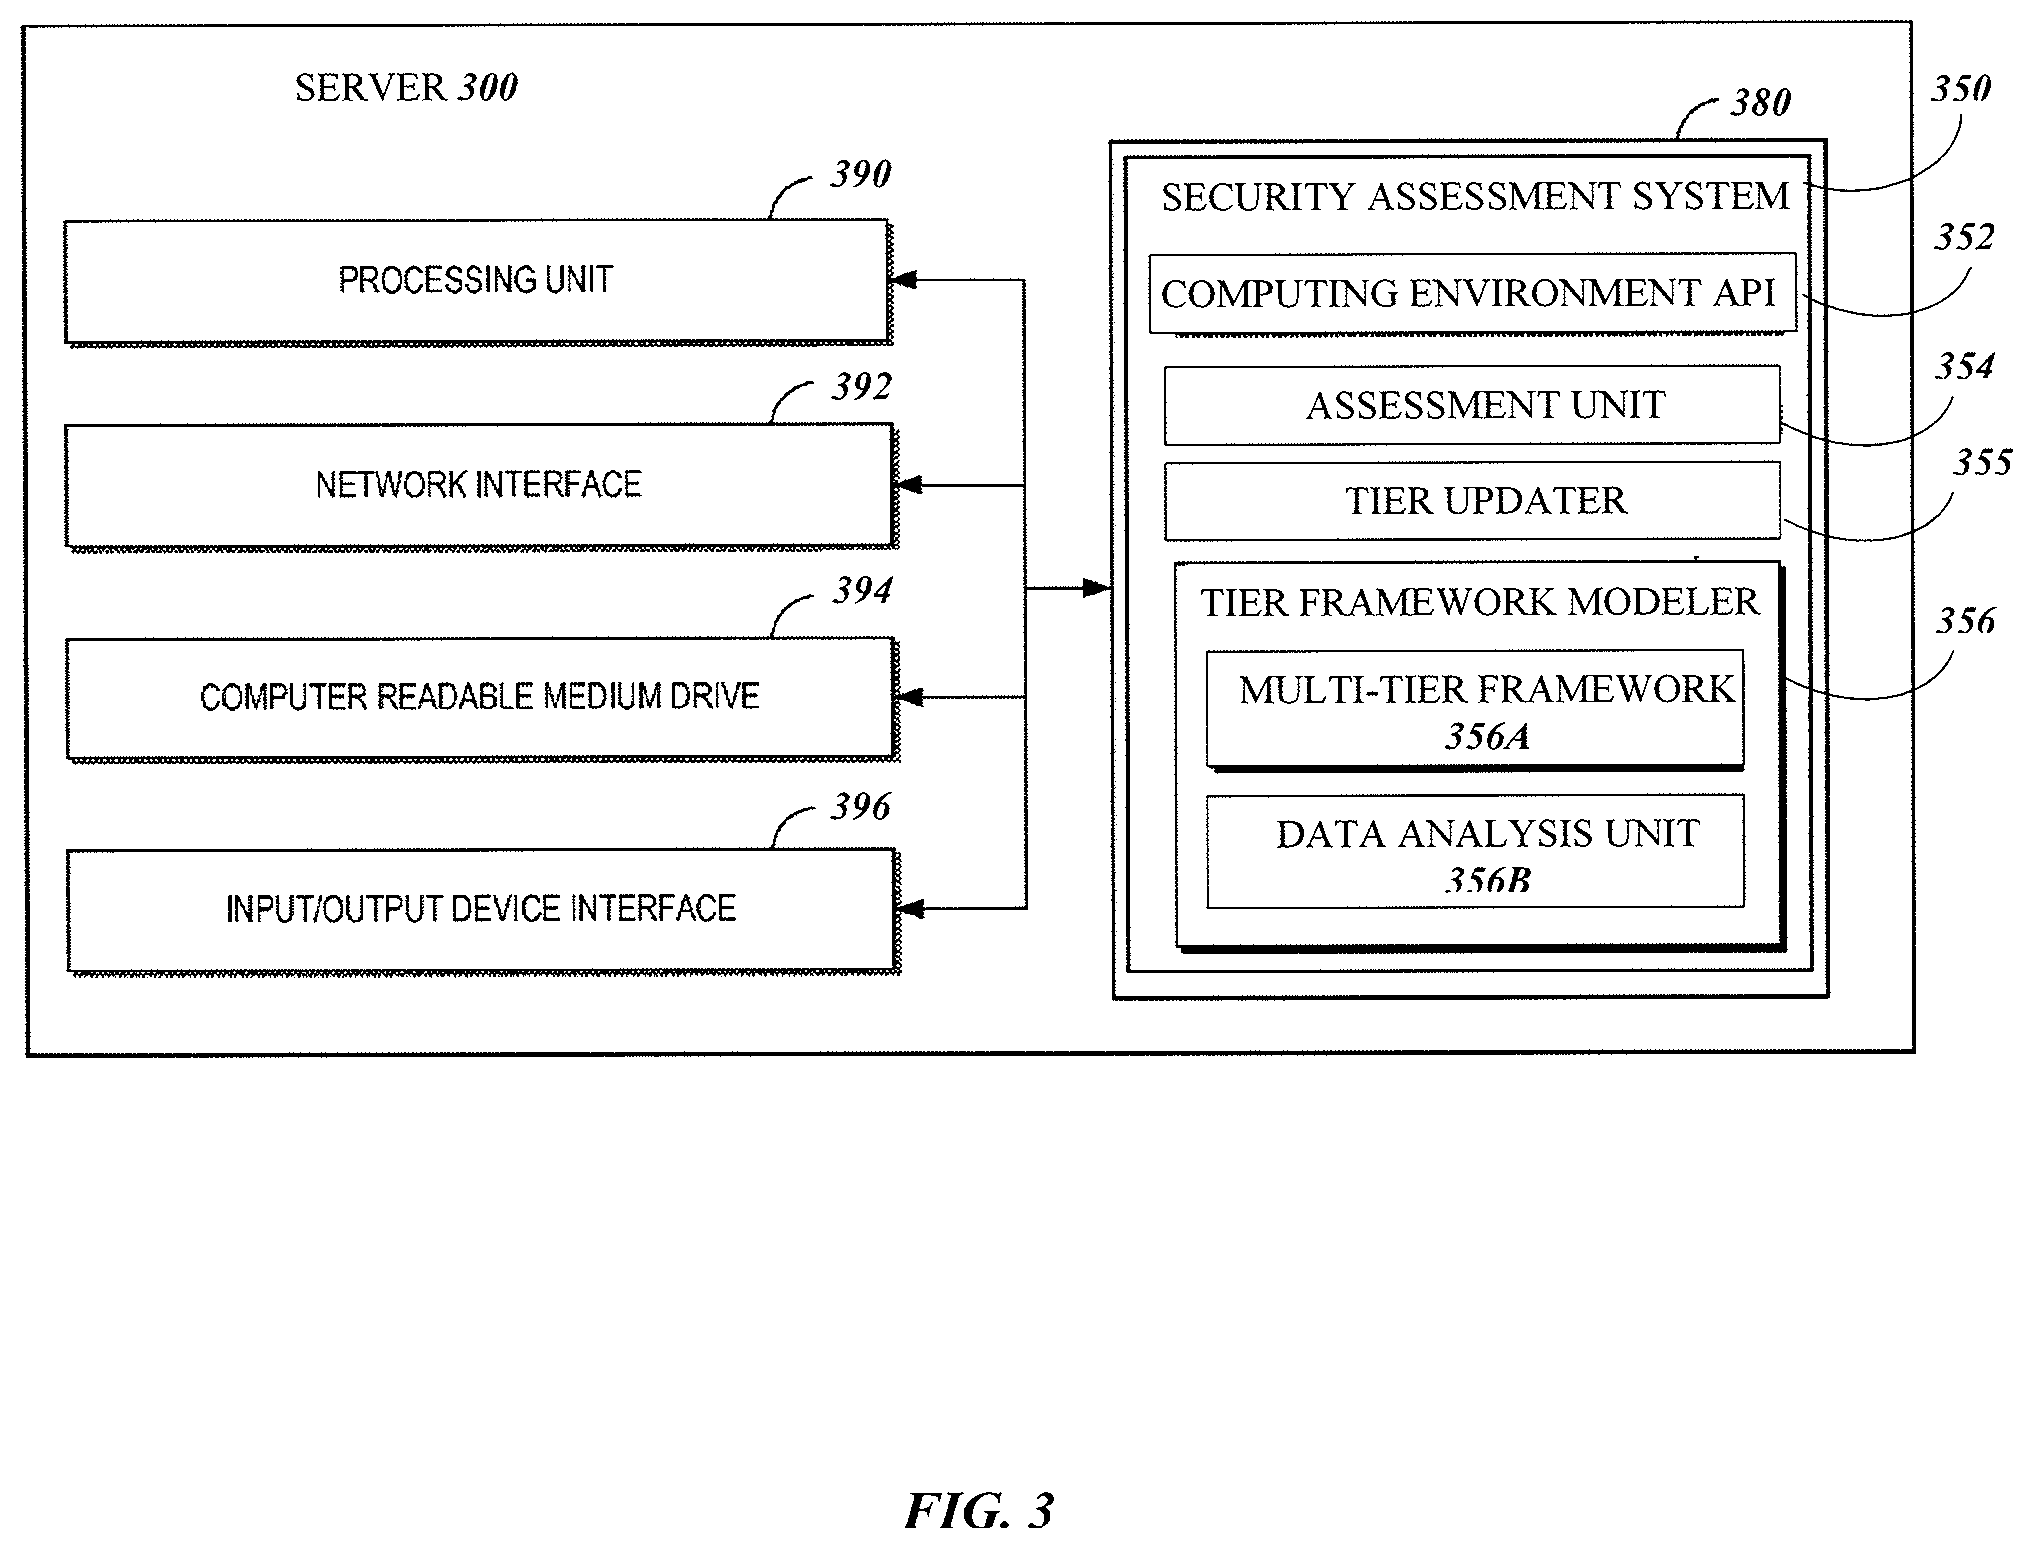 SERVER 300
390
PROCESSING UNIT
392
NETWORK INTERFACE
394
COMPUTER READABLE MEDIUM DRIVE
396
INPUT/OUTPUT DEVICE INTERFACE
380
350
SECURITY ASSESSMENT SYSTEM
352
COMPUTING ENVIRONMENT API
354
ASSESSMENT UNIT
355
TIER UPDATER
356
TIER FRAMEWORK MODELER
MULTI-TIER FRAMEWORK
356A
DATA ANALYSIS UNIT
356B
FIG. 3